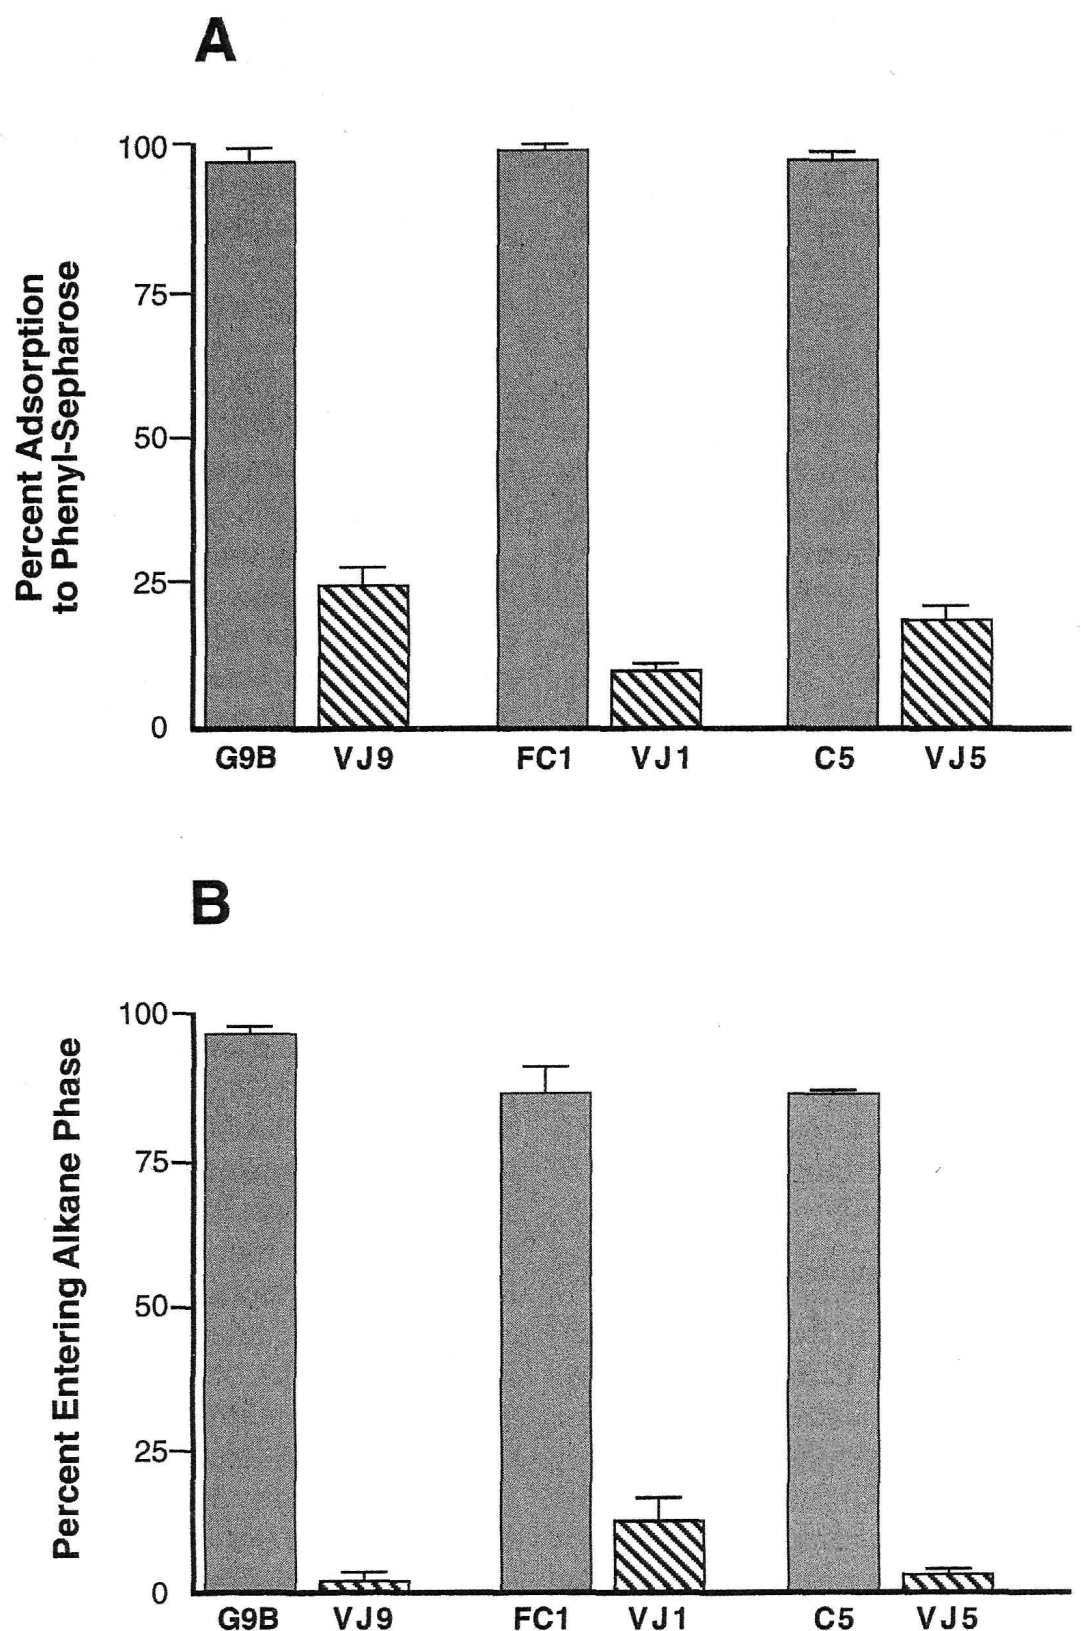 A
100
75
50
25
0
Percent Adsorption
to Phenyl-Sepharose
G9B VJ9 FC1 VJ1 C5 VJ5
B
100
75
50
25
0
Percent Entering Alkane Phase
G9B VJ9 FC1 VJ1 C5 VJ5